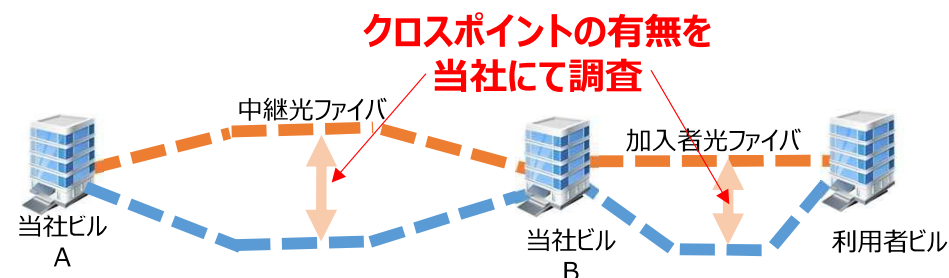 クロスポイントの有無を
当社にて調査
中継光ファイバ
加入者光ファイバ
当社ビル
A
当社ビル
B
利用者ビル